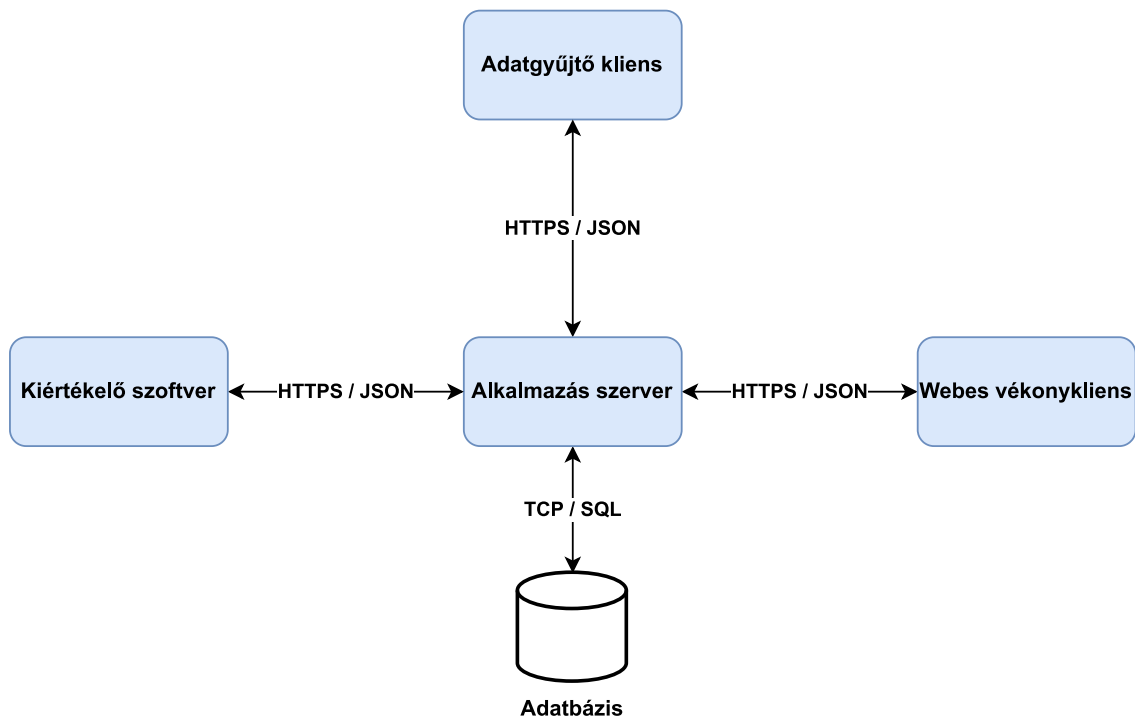 Adatgyűjtő kliens
HTTPS / JSON
Kiértékelő szoftver
HTTPS / JSON
Alkalmazás szerver
HTTPS / JSON
Webes vékonykliens
TCP / SQL
Adatbázis